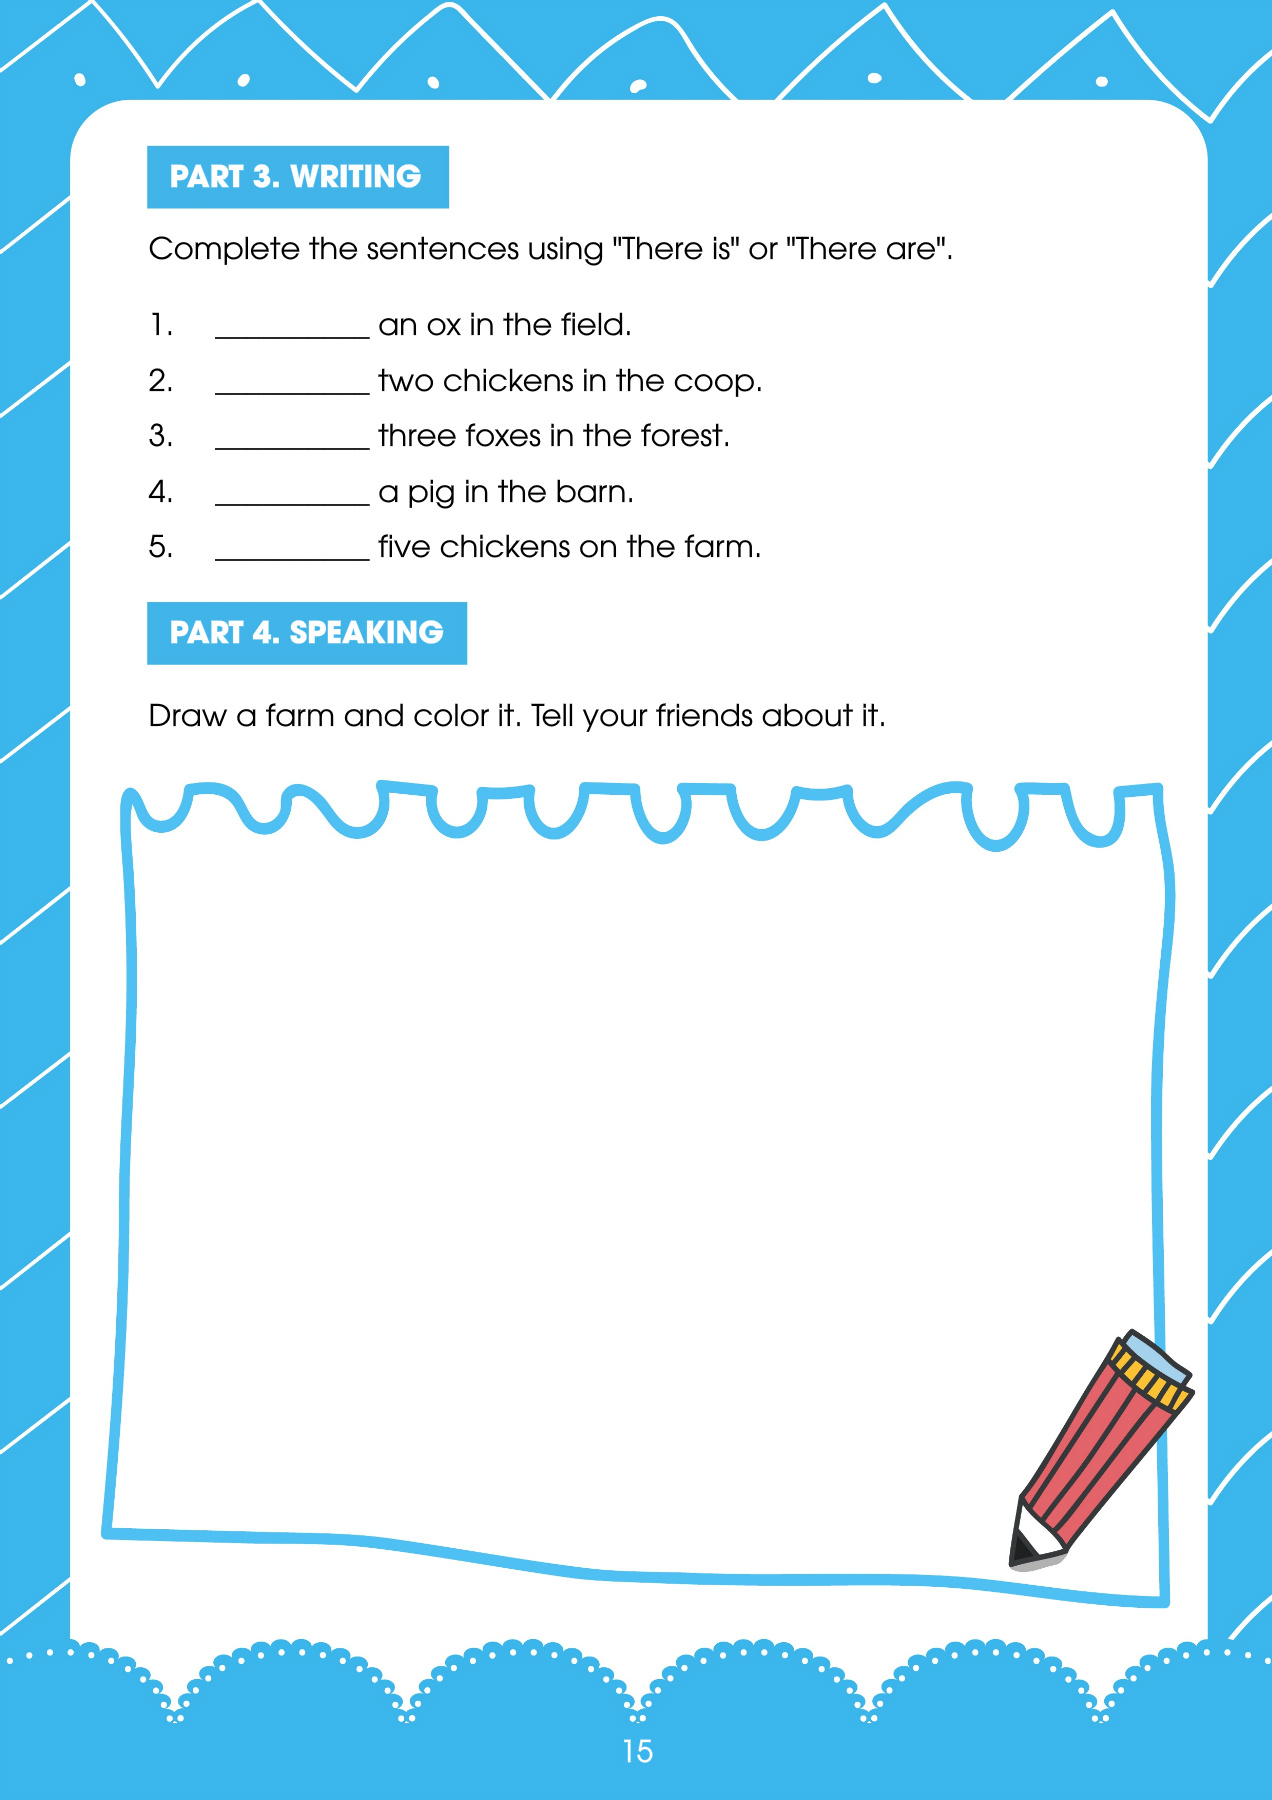 PART 3. WRITING
Complete the sentences using "There is" or "There are".
1. __________ an ox in the field.
2. __________ two chickens in the coop.
3. __________ three foxes in the forest.
4. __________ a pig in the barn.
5. __________ five chickens on the farm.
PART 4. SPEAKING
Draw a farm and color it. Tell your friends about it.
15